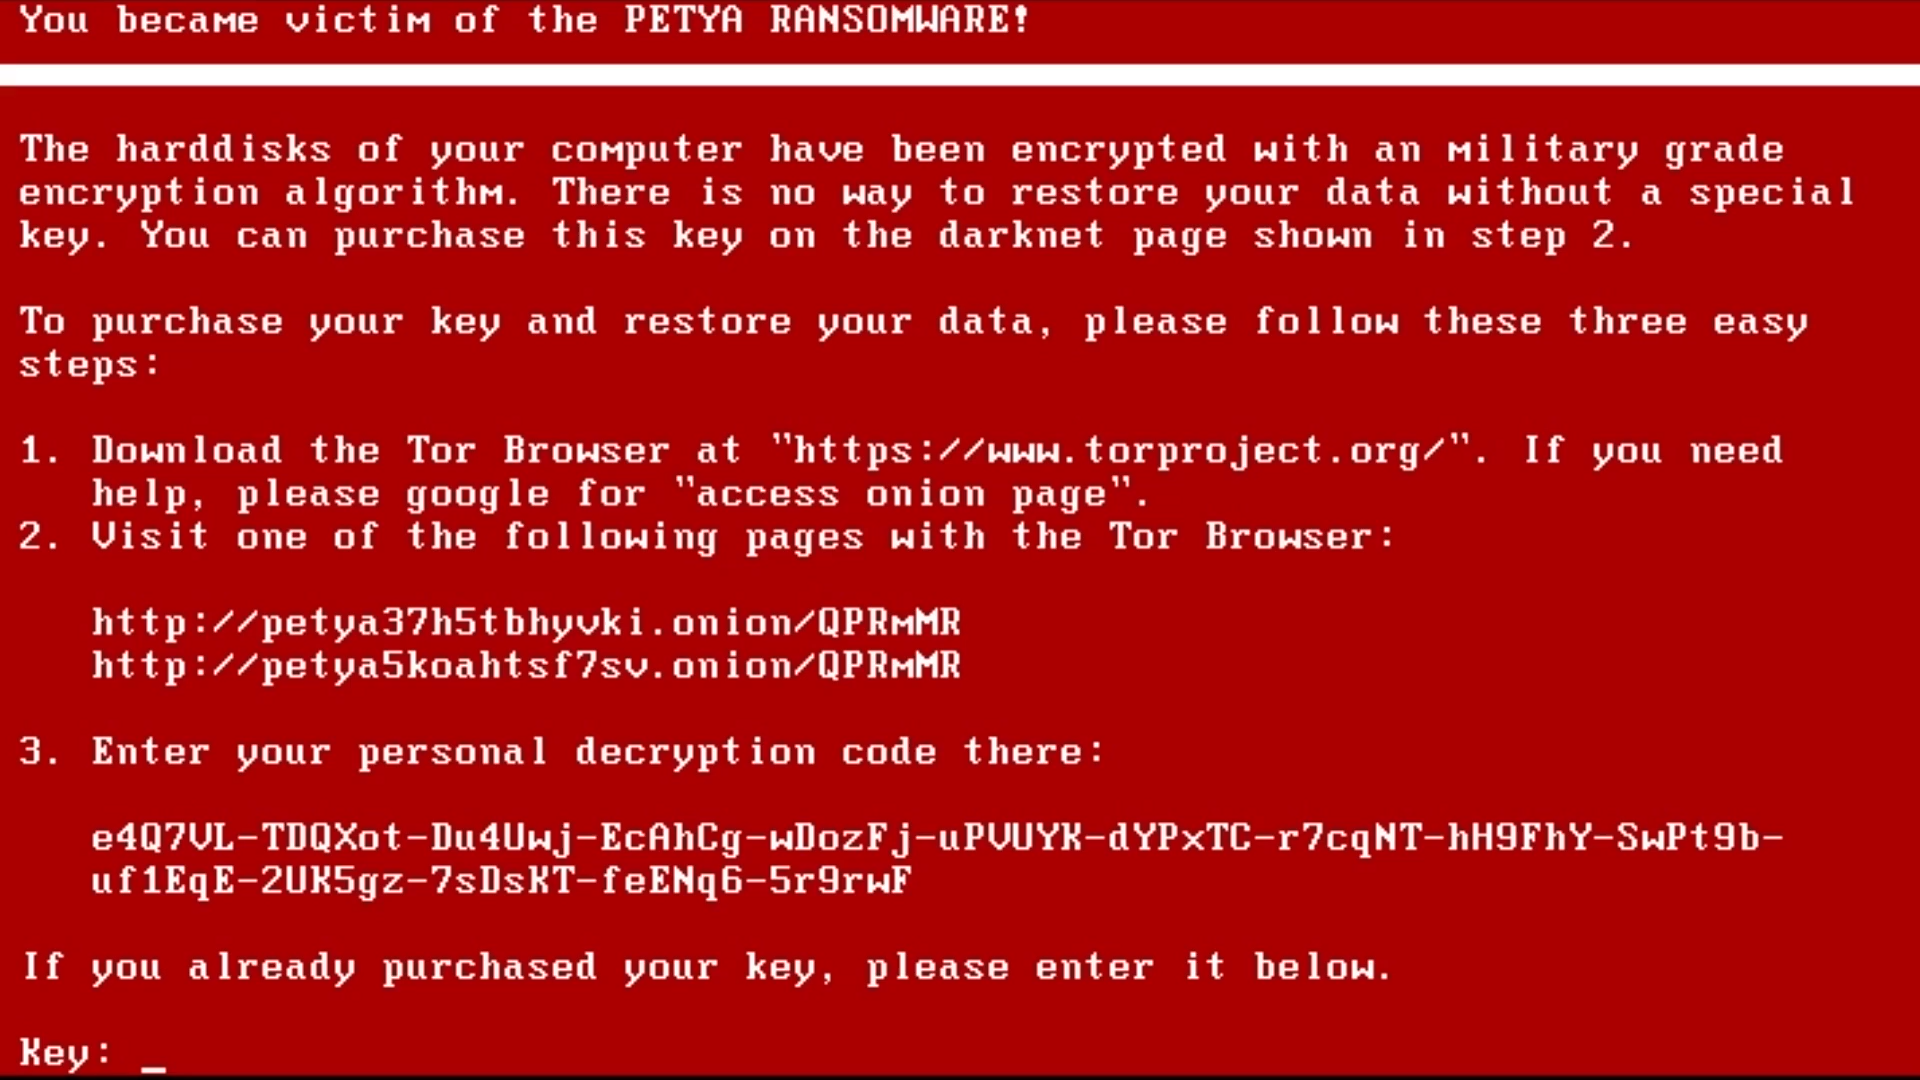 You became victim of the PETYA RANSOMWARE!
The harddisks of your computer have been encrypted with an military grade
encryption algorithm. There is no way to restore your data without a special
key. You can purchase this key on the darknet page shown in step 2.
To purchase your key and restore your data, please follow these three easy
steps:
1. Download the Tor Browser at "https://www.torproject.org/". If you need
help, please google for "access onion page".
2. Visit one of the following pages with the Tor Browser:
http://petya37h5tbhyvki.onion/QPRmMR
http://petya5koahtsf7sv.onion/QPRmMR
3. Enter your personal decryption code there:
e4Q7VL-TDQXot-Du4Uwj-EcAhCg-wDozFj-uPVUYK-dYPxTC-r7cqNT-hH9FhY-SwPt9b-
uf1EqE-2UK5gz-7sDsKT-feENq6-5r9rwF
If you already purchased your key, please enter it below.
Key: _